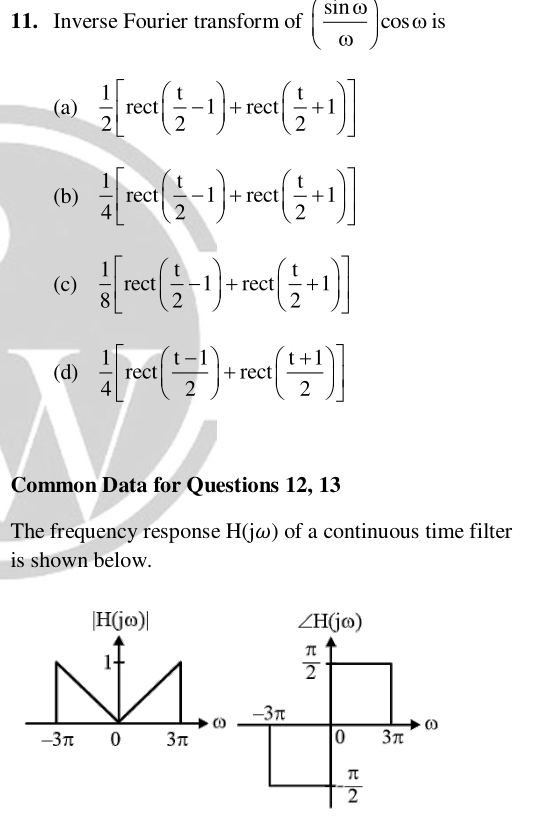 11. Inverse Fourier transform of (sin ω / ω) cos ω is
(a) 1/2 [rect(t/2 − 1) + rect(t/2 + 1)]
(b) 1/4 [rect(t/2 − 1) + rect(t/2 + 1)]
(c) 1/8 [rect(t/2 − 1) + rect(t/2 + 1)]
(d) 1/4 [rect((t−1)/2) + rect((t+1)/2)]
Common Data for Questions 12, 13
The frequency response H(jω) of a continuous time filter
is shown below.
|H(jω)|
1
−3π 0 3π ω
∠H(jω)
π/2
−3π 0 3π ω
−π/2